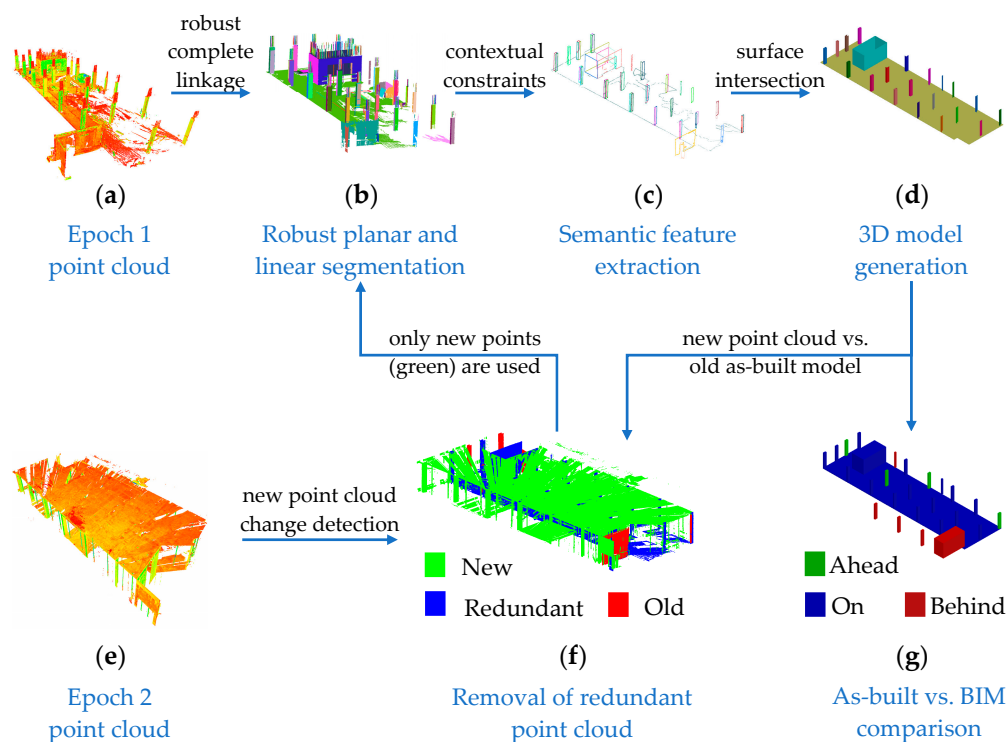 robust
complete
linkage
contextual
constraints
surface
intersection
(a)
(b)
(c)
(d)
Epoch 1
point cloud
Robust planar and
linear segmentation
Semantic feature
extraction
3D model
generation
only new points
(green) are used
new point cloud vs.
old as-built model
new point cloud
change detection
New
Redundant
Old
Ahead
On
Behind
(e)
(f)
(g)
Epoch 2
point cloud
Removal of redundant
point cloud
As-built vs. BIM
comparison